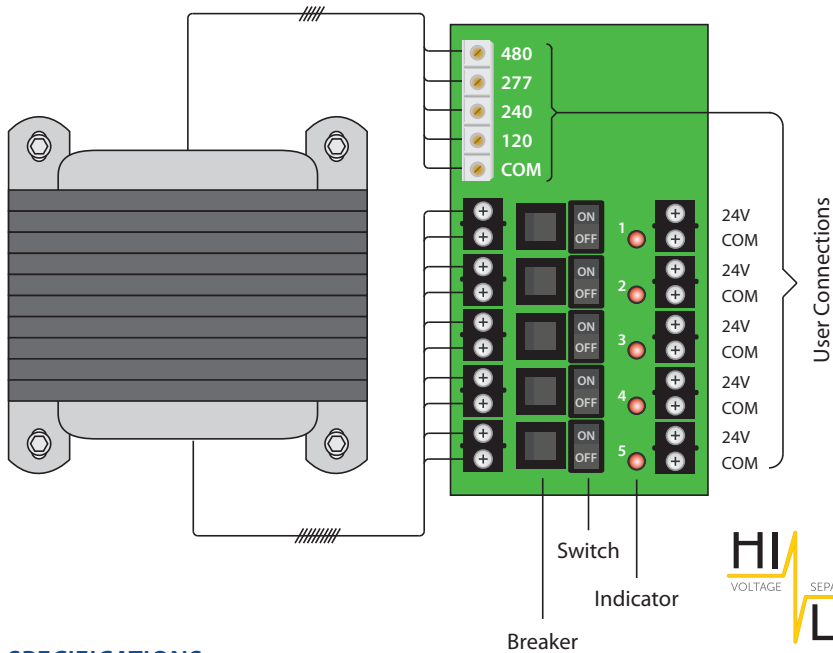 480
277
240
120
COM
ON
OFF
1
24V
COM
ON
OFF
2
24V
COM
ON
OFF
3
24V
COM
ON
OFF
4
24V
COM
ON
OFF
5
24V
COM
User Connections
Switch
Indicator
Breaker
HI
VOLTAGE